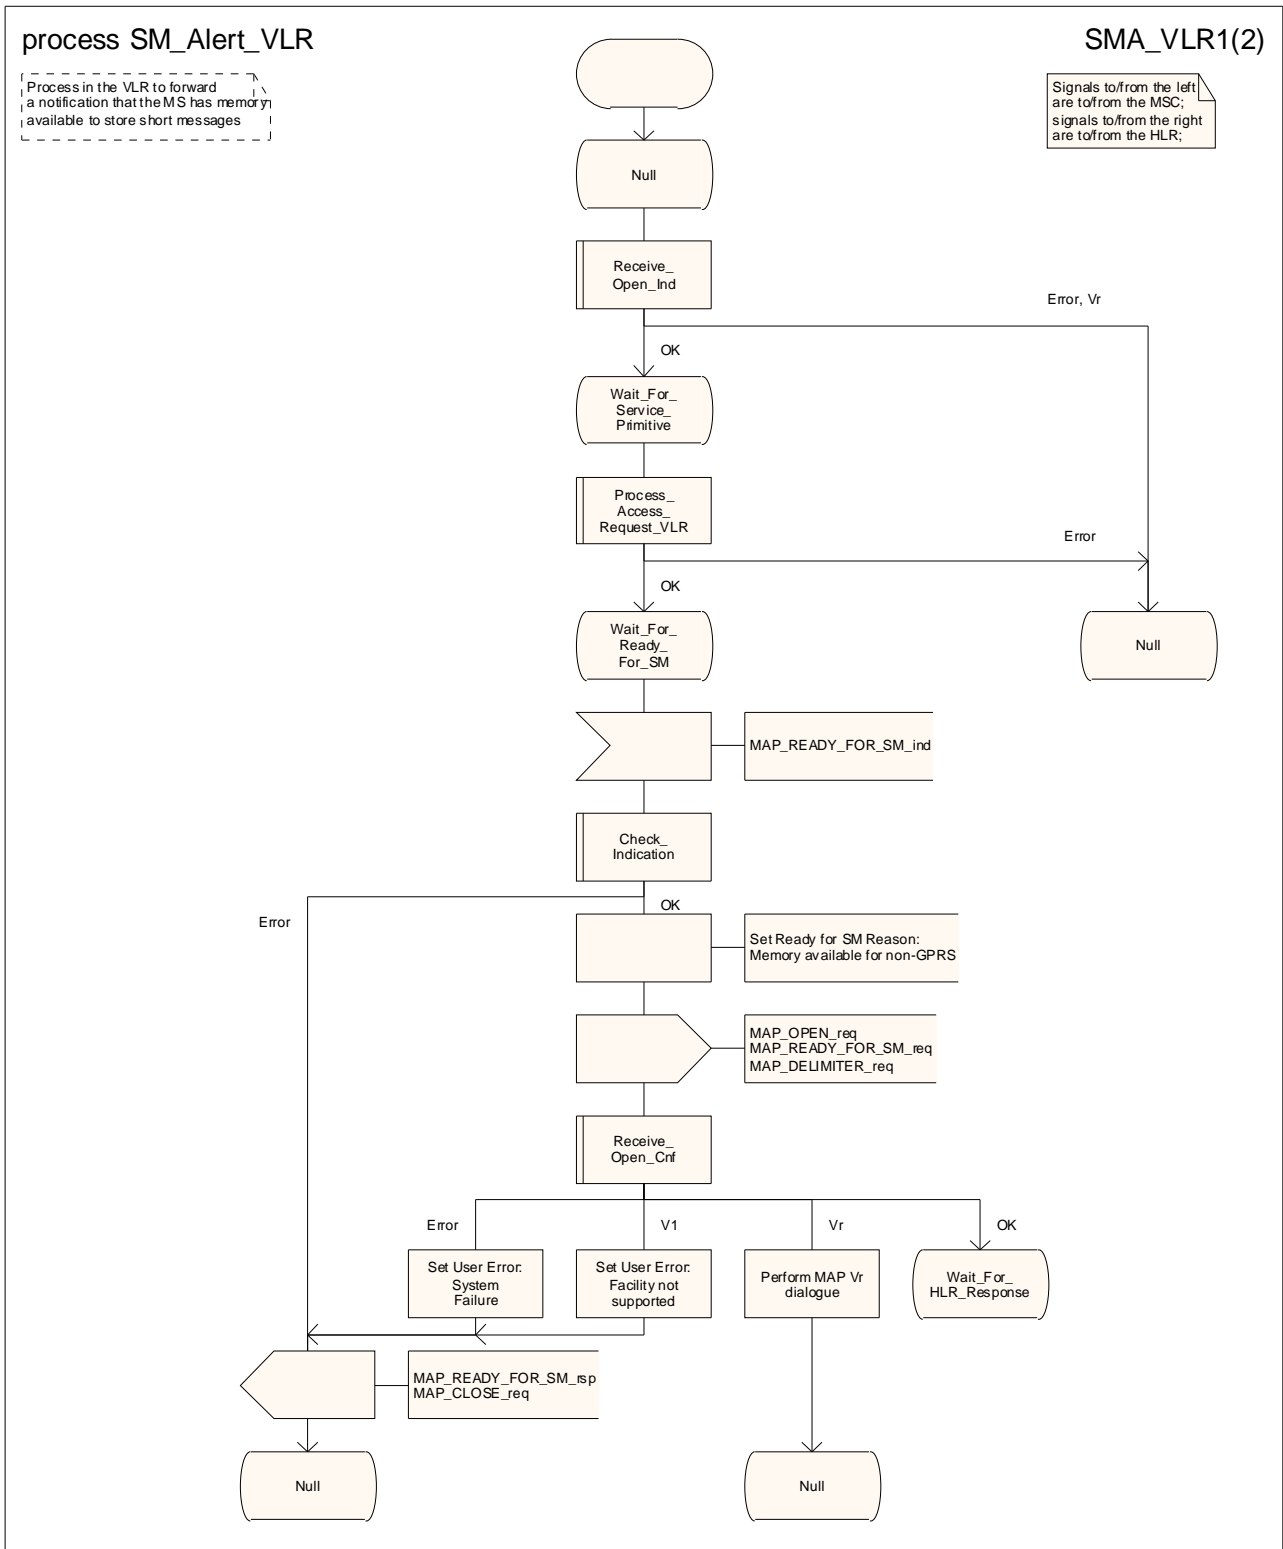 process SM_Alert_VLR
SMA_VLR1(2)
Process in the VLR to forward
a notification that the MS has memory
available to store short messages
Signals to/from the left
are to/from the MSC;
signals to/from the right
are to/from the HLR;
Null
Receive_
Open_Ind
Error, Vr
OK
Wait_For_
Service_
Primitive
Process_
Access_
Request_VLR
Error
OK
Wait_For_
Ready_
For_SM
Null
MAP_READY_FOR_SM_ind
Check_
Indication
Error
OK
Set Ready for SM Reason:
Memory available for non-GPRS
MAP_OPEN_req
MAP_READY_FOR_SM_req
MAP_DELIMITER_req
Receive_
Open_Cnf
Error
V1
Vr
OK
Set User Error:
System
Failure
Set User Error:
Facility not
supported
Perform MAP Vr
dialogue
Wait_For_
HLR_Response
MAP_READY_FOR_SM_rsp
MAP_CLOSE_req
Null
Null